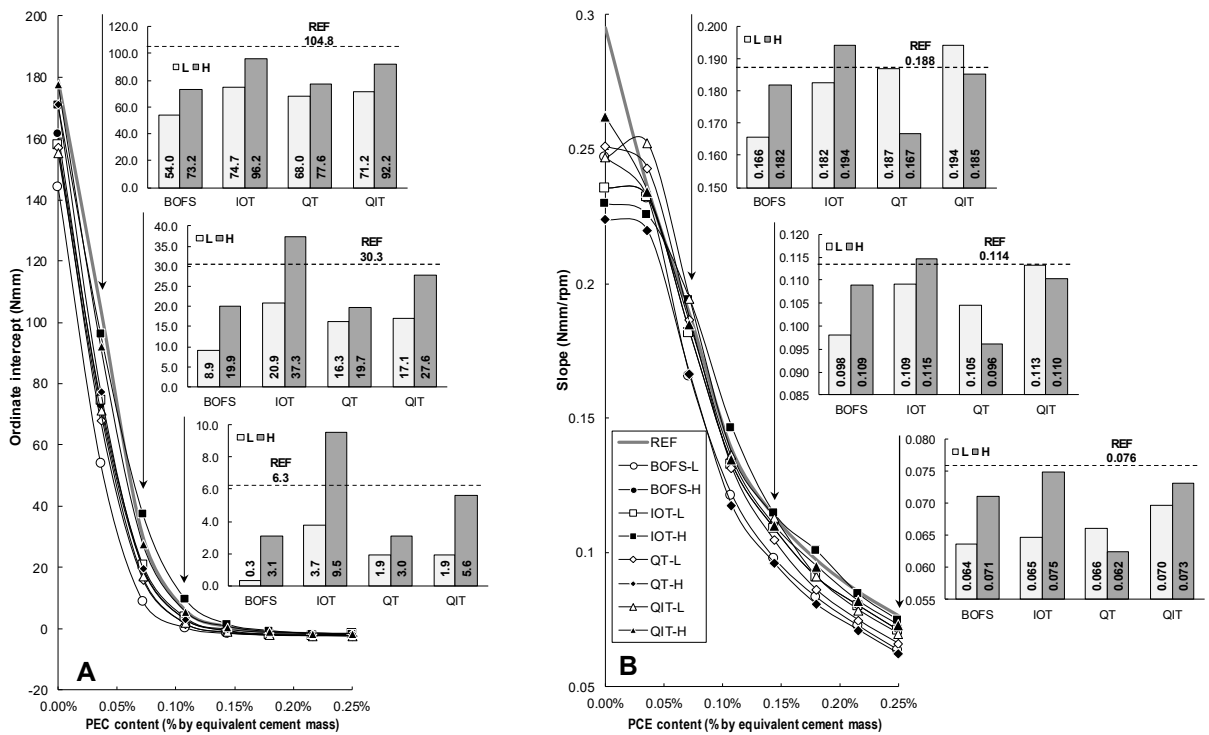 Ordinate intercept (Nmm)
200
180
160
140
120
100
80
60
40
20
0
-20
0.00% 0.05% 0.10% 0.15% 0.20% 0.25%
PEC content (% by equivalent cement mass)
A
120.0
100.0
80.0
60.0
40.0
20.0
0.0
REF
104.8
L H
54.0 73.2 74.7 96.2 68.0 77.6 71.2 92.2
BOFS IOT QT QIT
40.0
35.0
30.0
25.0
20.0
15.0
10.0
5.0
0.0
L H
REF
30.3
8.9 19.9 20.9 37.3 16.3 19.7 17.1 27.6
BOFS IOT QT QIT
10.0
8.0
6.0
4.0
2.0
0.0
L H
REF
6.3
0.3 3.1 3.7 9.5 1.9 3.0 1.9 5.6
BOFS IOT QT QIT
Slope (Nmm/rpm)
0.3
0.25
0.2
0.15
0.1
0.05
0.00% 0.05% 0.10% 0.15% 0.20% 0.25%
PCE content (% by equivalent cement mass)
B
REF
BOFS-L
BOFS-H
IOT-L
IOT-H
QT-L
QT-H
QIT-L
QIT-H
0.200
0.190
0.180
0.170
0.160
0.150
L H
REF
0.188
0.166 0.182 0.182 0.194 0.187 0.167 0.194 0.185
BOFS IOT QT QIT
0.120
0.115
0.110
0.105
0.100
0.095
0.090
0.085
L H
REF
0.114
0.098 0.109 0.109 0.115 0.105 0.096 0.113 0.110
BOFS IOT QT QIT
0.080
0.075
0.070
0.065
0.060
0.055
L H
REF
0.076
0.064 0.071 0.065 0.075 0.066 0.062 0.070 0.073
BOFS IOT QT QIT